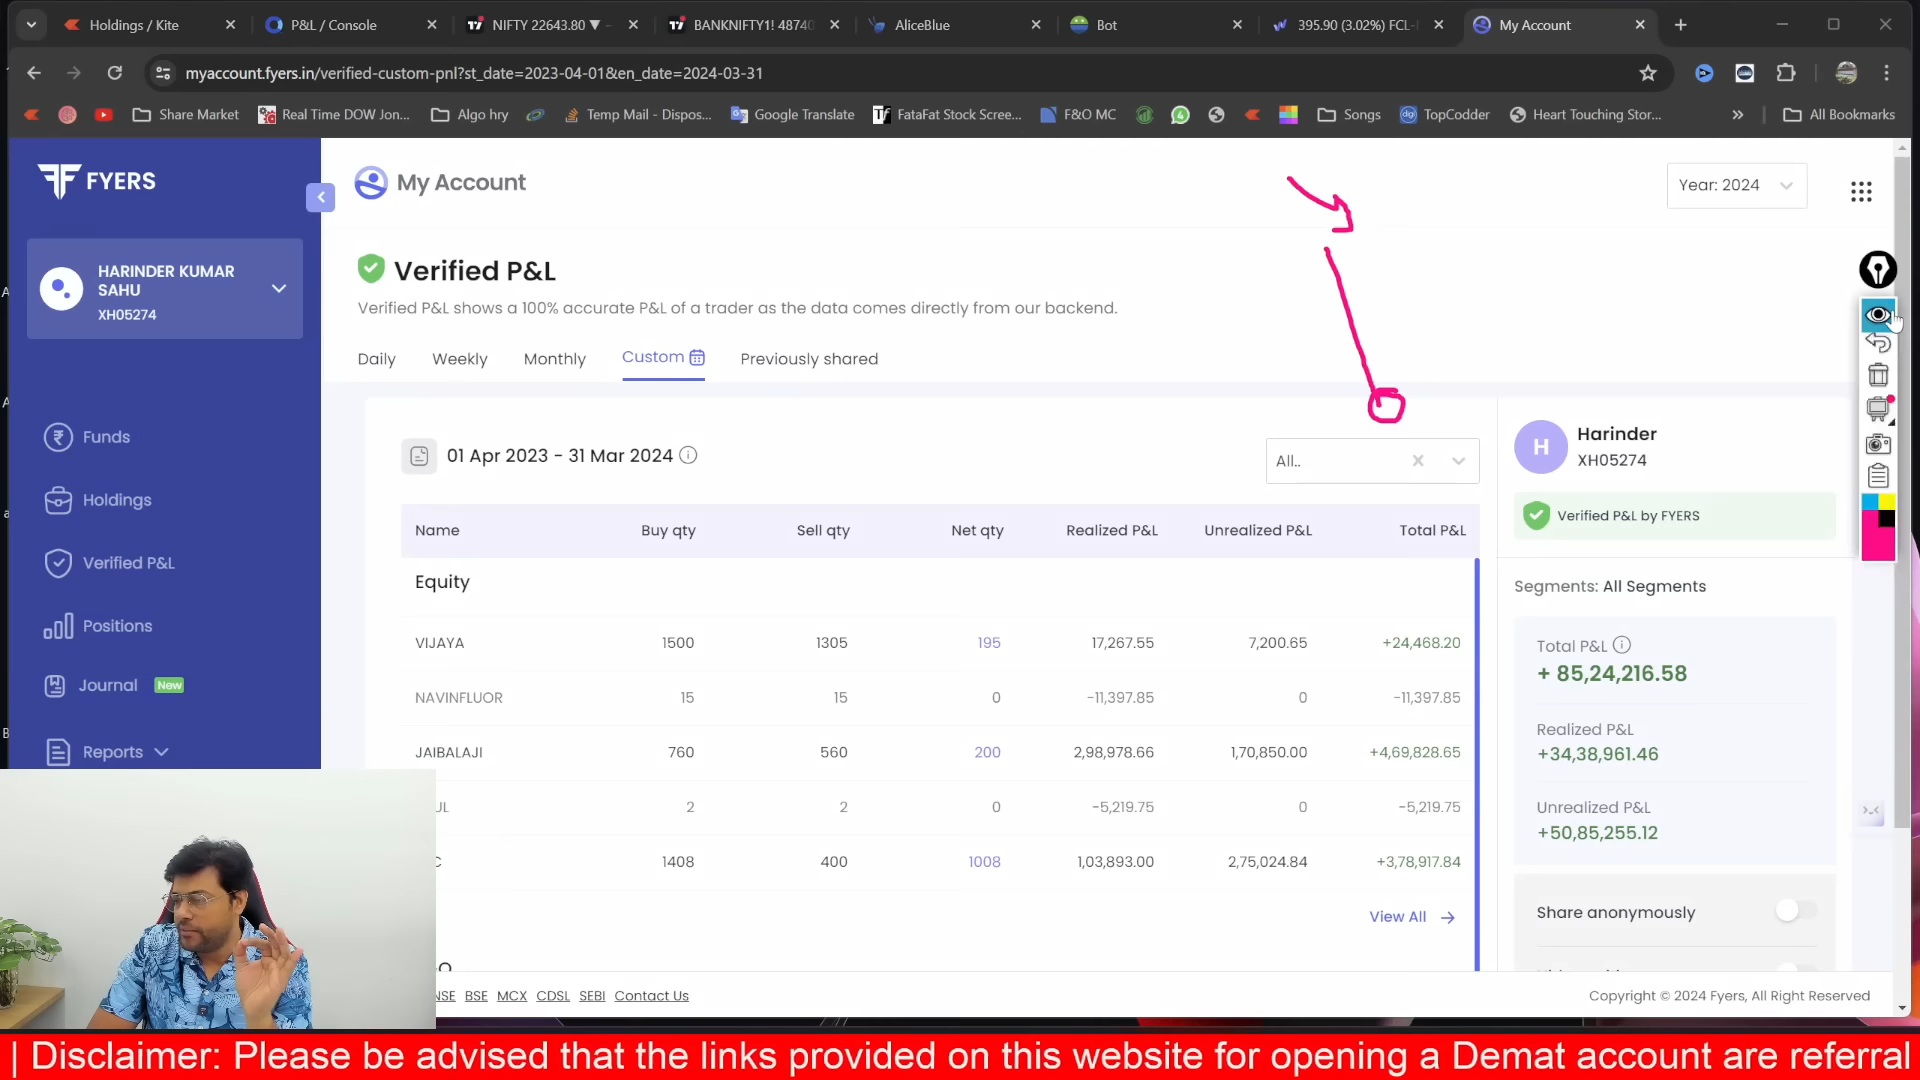 Holdings / Kite
P&L / Console
NIFTY 22643.80 ▼ -
BANKNIFTY1! 48740
AliceBlue
Bot
395.90 (3.02%) FCL-
My Account
myaccount.fyers.in/verified-custom-pnl?st_date=2023-04-01&en_date=2024-03-31
Share Market
Real Time DOW Jon...
Algo hry
Temp Mail - Dispos...
Google Translate
FataFat Stock Scree...
F&O MC
Songs
TopCodder
Heart Touching Stor...
»
All Bookmarks
FYERS
My Account
Year: 2024
HARINDER KUMAR
SAHU
XH05274
Verified P&L
Verified P&L shows a 100% accurate P&L of a trader as the data comes directly from our backend.
Daily Weekly Monthly Custom Previously shared
Funds
Holdings
Verified P&L
Positions
Journal New
Reports
01 Apr 2023 - 31 Mar 2024
All..
Name Buy qty Sell qty Net qty Realized P&L Unrealized P&L Total P&L
Equity
VIJAYA 1500 1305 195 17,267.55 7,200.65 +24,468.20
NAVINFLUOR 15 15 0 -11,397.85 0 -11,397.85
JAIBALAJI 760 560 200 2,98,978.66 1,70,850.00 +4,69,828.65
UL 2 2 0 -5,219.75 0 -5,219.75
C 1408 400 1008 1,03,893.00 2,75,024.84 +3,78,917.84
View All →
H
Harinder
XH05274
Verified P&L by FYERS
Segments: All Segments
Total P&L
+ 85,24,216.58
Realized P&L
+34,38,961.46
Unrealized P&L
+50,85,255.12
Share anonymously
NSE BSE MCX CDSL SEBI Contact Us
Copyright © 2024 Fyers, All Right Reserved
| Disclaimer: Please be advised that the links provided on this website for opening a Demat account are referral